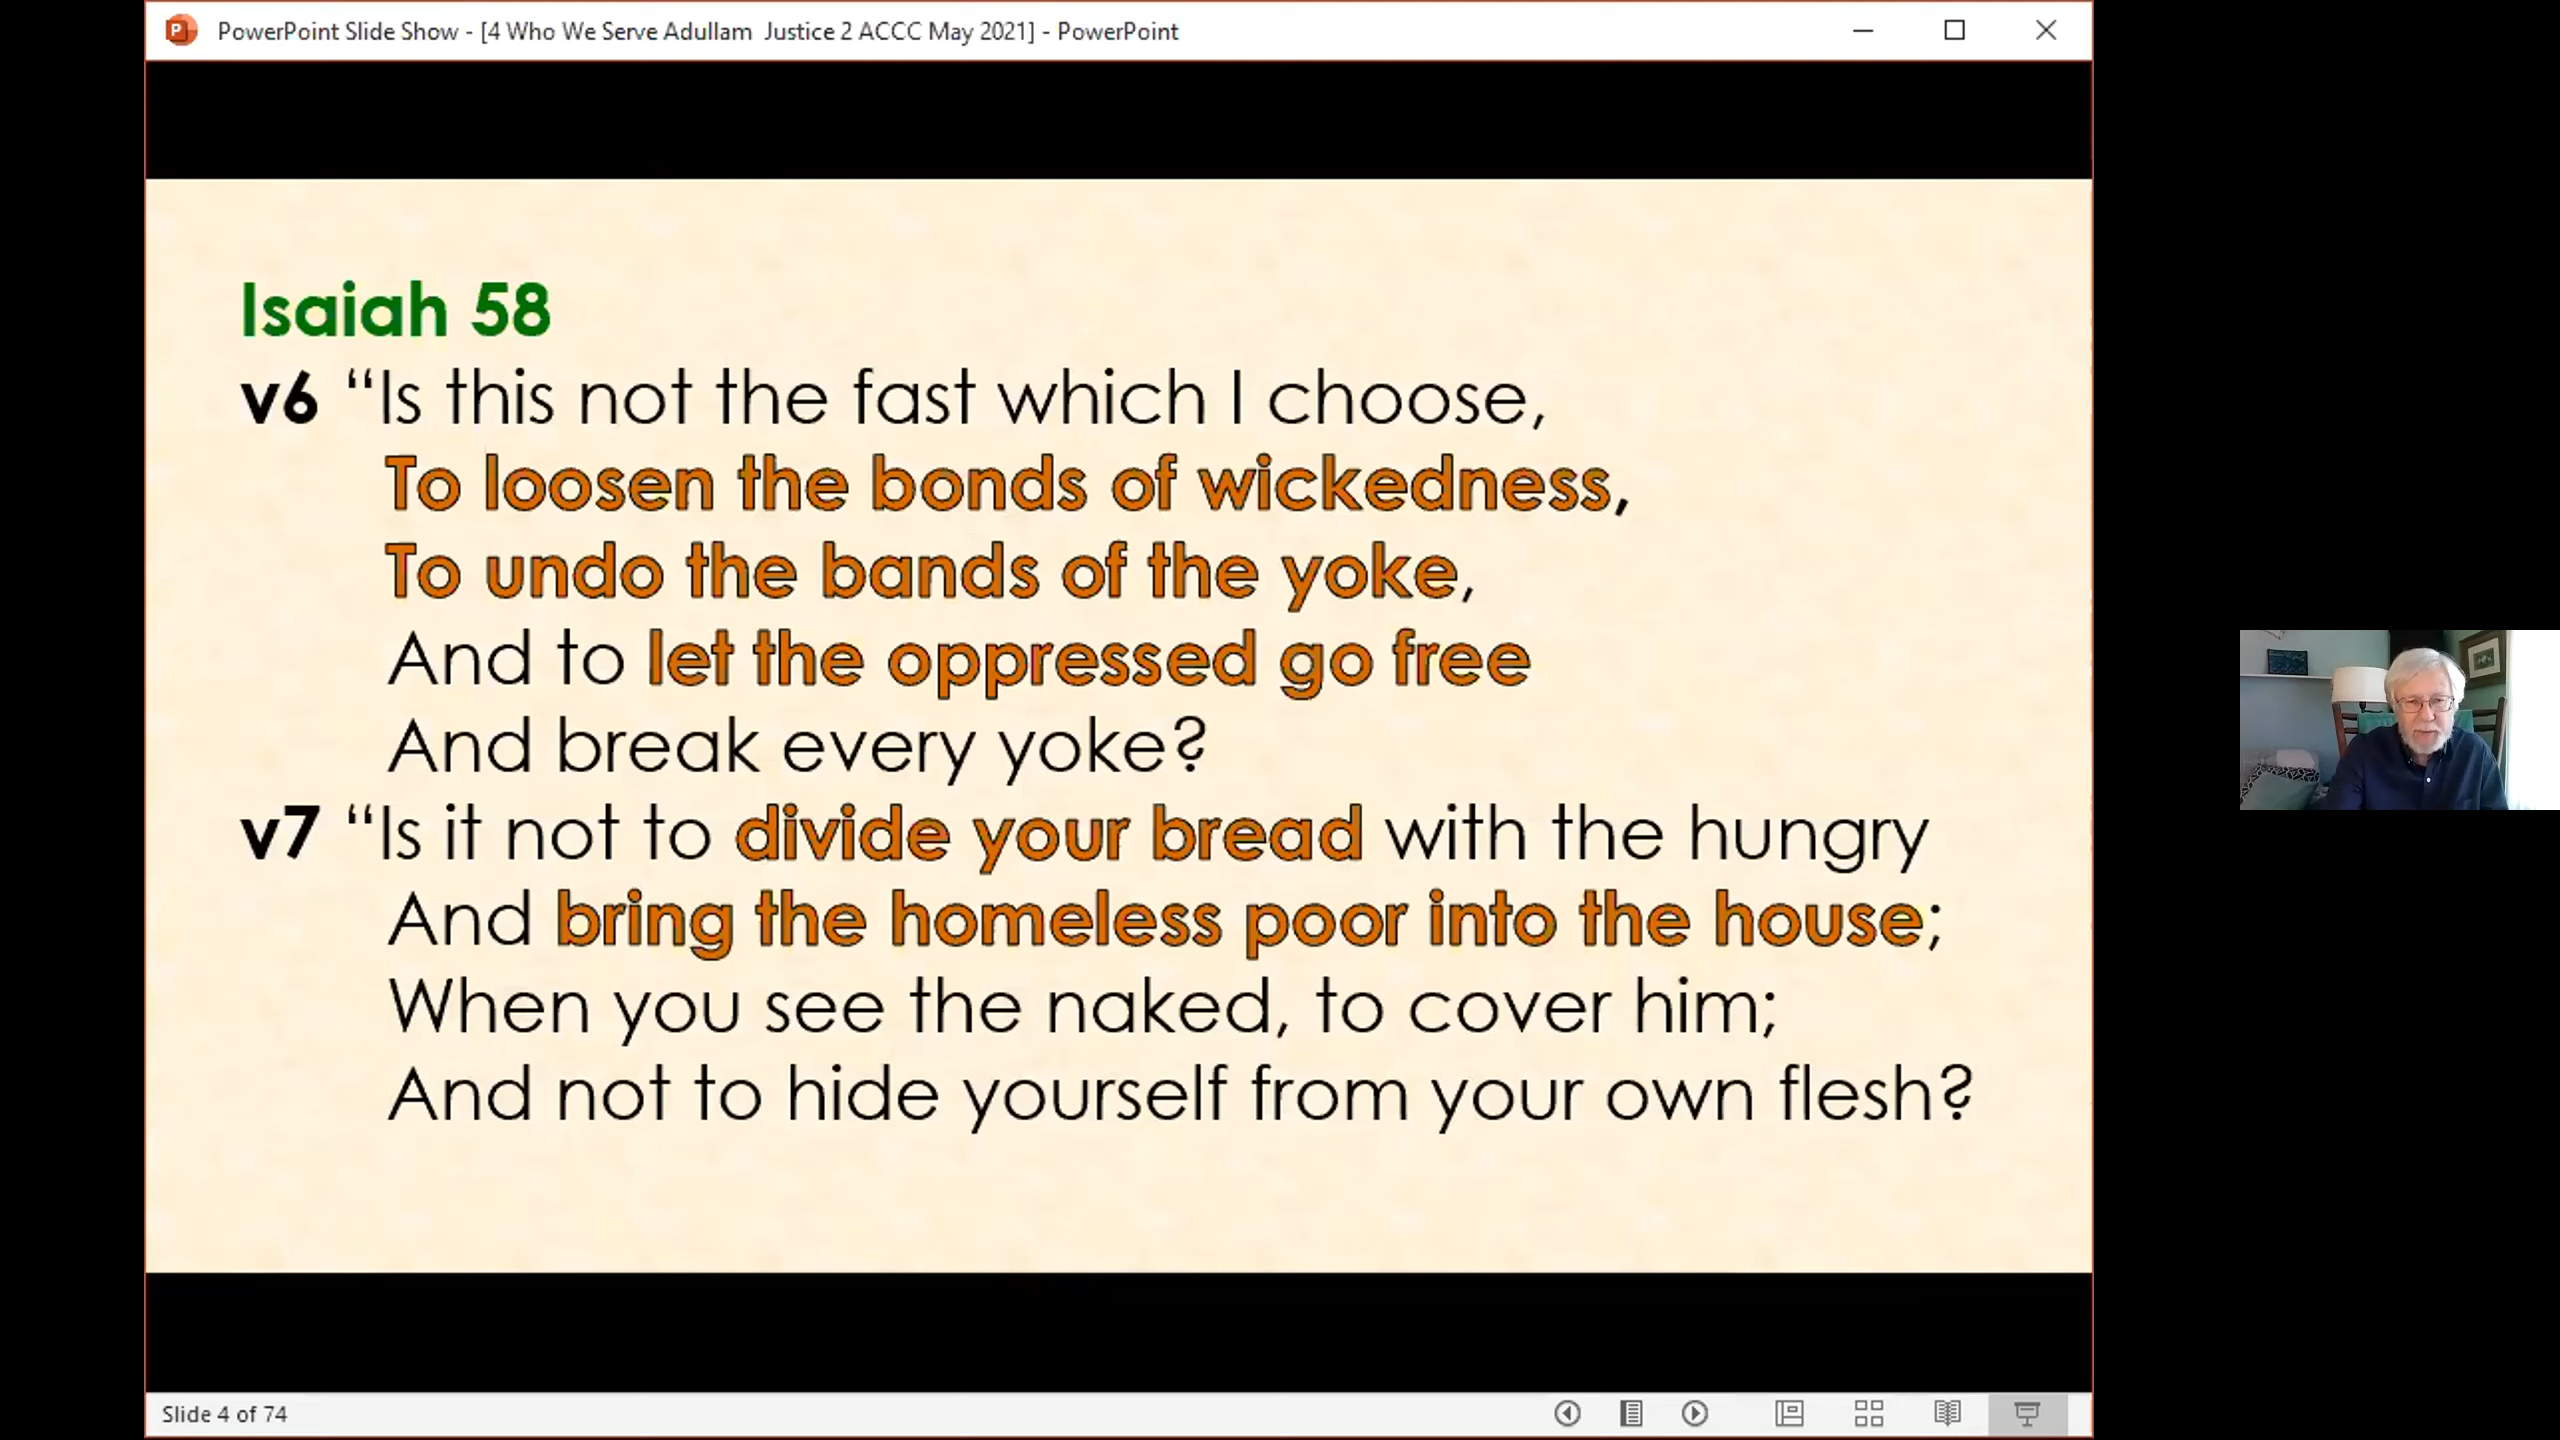 PowerPoint Slide Show - [4 Who We Serve Adullam  Justice 2 ACCC May 2021] - PowerPoint
Isaiah 58
v6 “Is this not the fast which I choose,
To loosen the bonds of wickedness,
To undo the bands of the yoke,
And to let the oppressed go free
And break every yoke?
v7 “Is it not to divide your bread with the hungry
And bring the homeless poor into the house;
When you see the naked, to cover him;
And not to hide yourself from your own flesh?
Slide 4 of 74